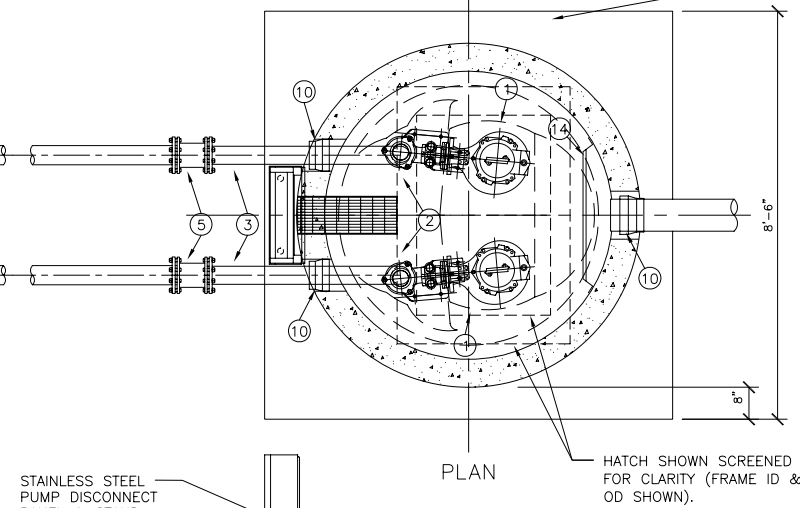 10
1
14
5
3
2
10
10
1
8'-6"
8"
PLAN
HATCH SHOWN SCREENED
FOR CLARITY (FRAME ID &
OD SHOWN).
STAINLESS STEEL
PUMP DISCONNECT